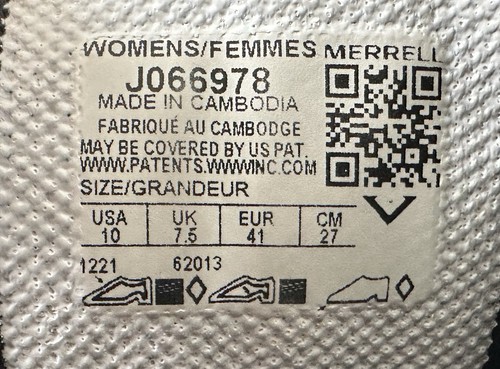 WOMENS/FEMMES MERRELL
J066978
MADE IN CAMBODIA
FABRIQUÉ AU CAMBODGE
MAY BE COVERED BY US PAT.
WWW.PATENTS.WWWINC.COM
SIZE/GRANDEUR
USA UK EUR CM
10 7.5 41 27
1221 62013